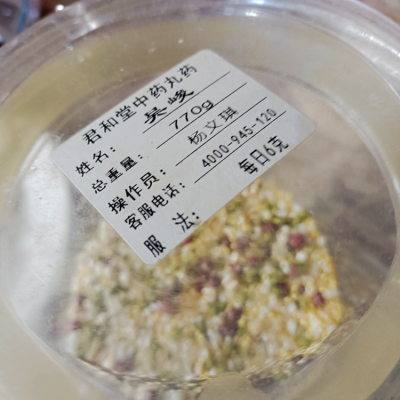 君和堂中药丸药
姓名：吴峻
总重量：770g
操作员：杨文琪
客服电话：4000-945-120
服 法：每日6克